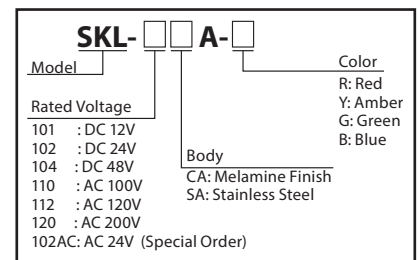 SKL-□□A-□
Model
Color
R: Red
Y: Amber
G: Green
B: Blue
Rated Voltage
101 : DC 12V
102 : DC 24V
104 : DC 48V
110 : AC 100V
112 : AC 120V
120 : AC 200V
102AC: AC 24V (Special Order)
Body
CA: Melamine Finish
SA: Stainless Steel